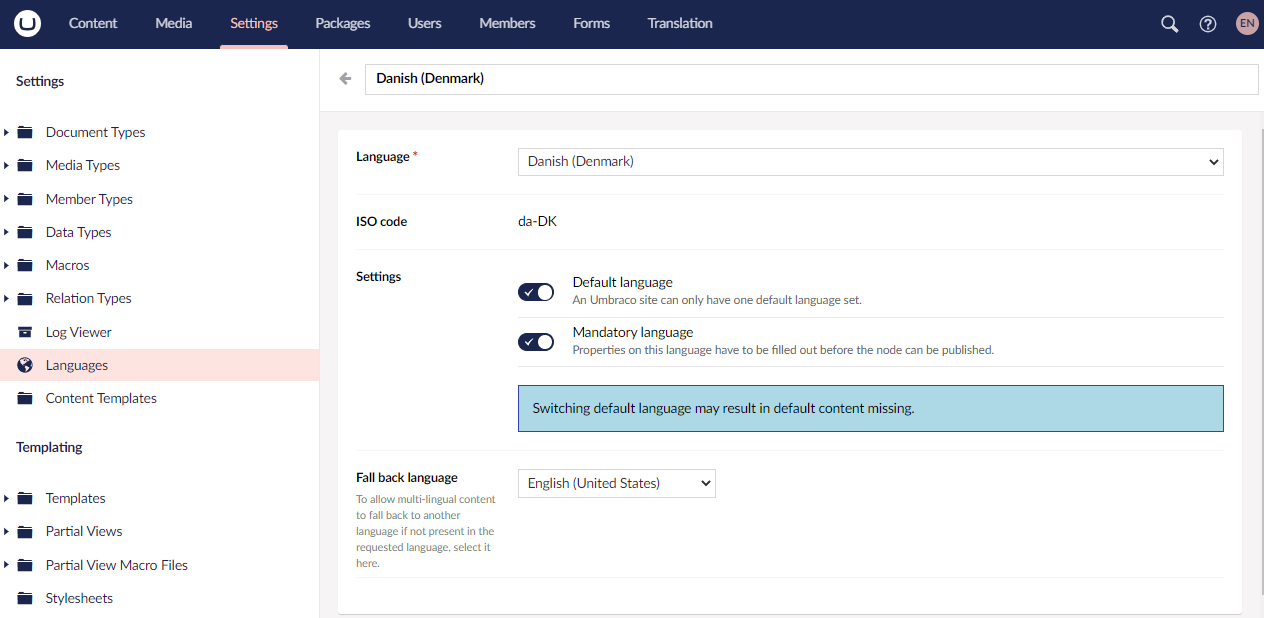 Content Media Settings Packages Users Members Forms Translation EN
Settings
Document Types
Media Types
Member Types
Data Types
Macros
Relation Types
Log Viewer
Languages
Content Templates
Templating
Templates
Partial Views
Partial View Macro Files
Stylesheets
Danish (Denmark)
Language *
Danish (Denmark)
ISO code
da-DK
Settings
Default language
An Umbraco site can only have one default language set.
Mandatory language
Properties on this language have to be filled out before the node can be published.
Switching default language may result in default content missing.
Fall back language
To allow multi-lingual content
to fall back to another
language if not present in the
requested language, select it
here.
English (United States)